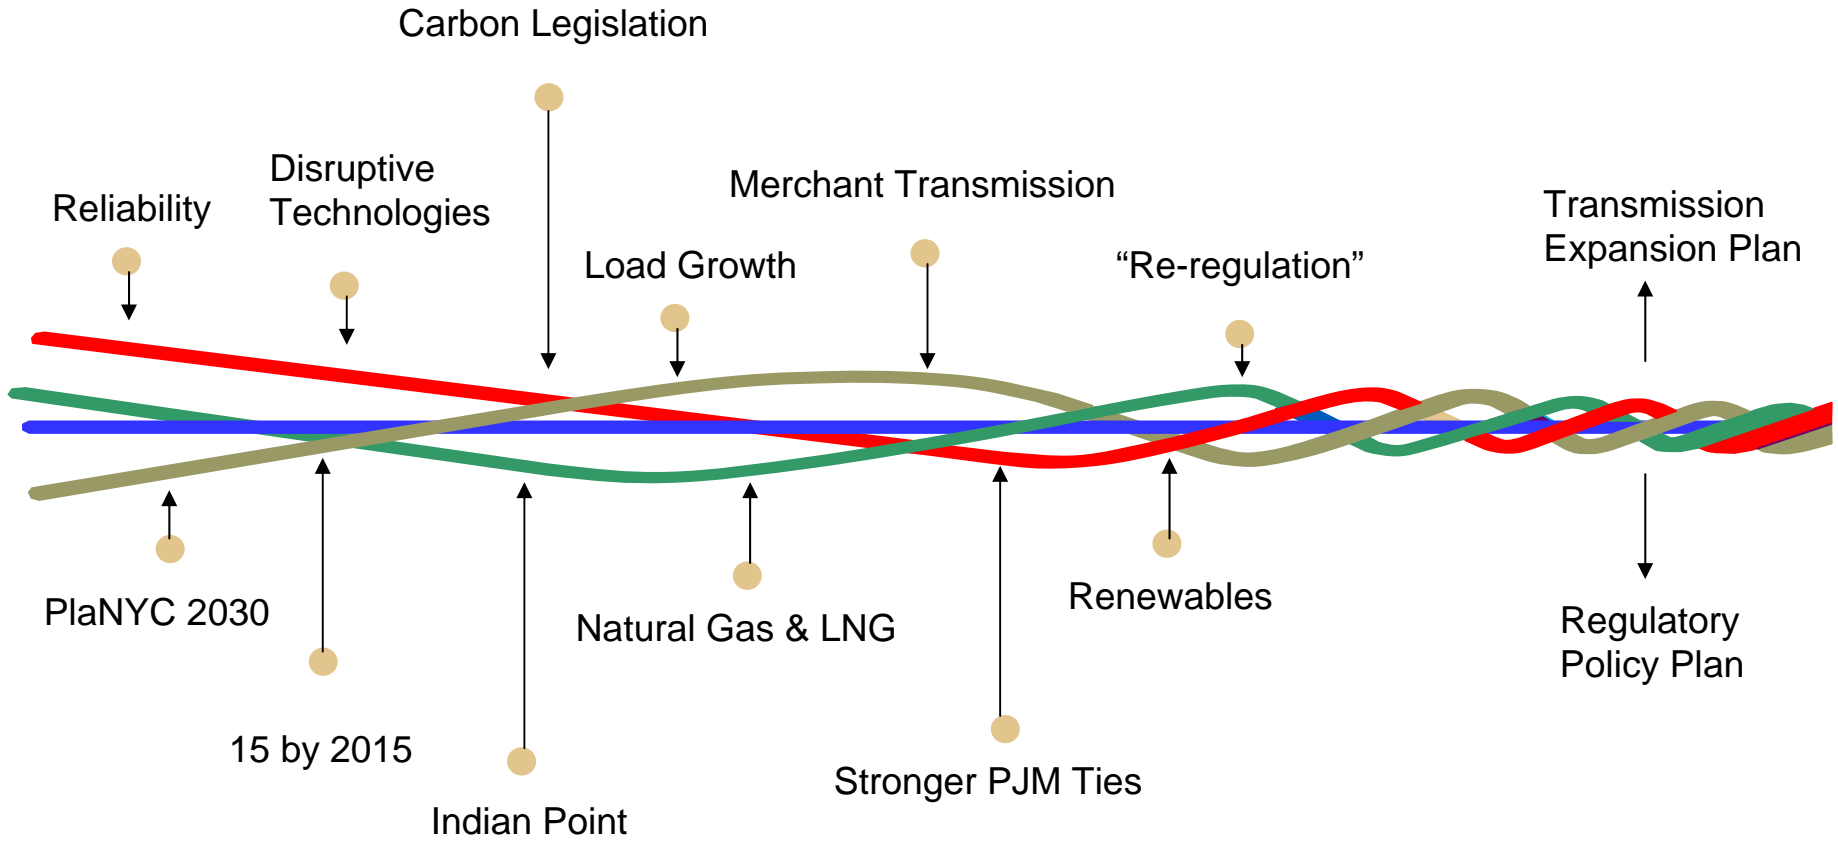 Carbon Legislation
Disruptive
Technologies
Reliability
Merchant Transmission
Load Growth
“Re-regulation”
Transmission
Expansion Plan
PlaNYC 2030
15 by 2015
Indian Point
Natural Gas & LNG
Stronger PJM Ties
Renewables
Regulatory
Policy Plan